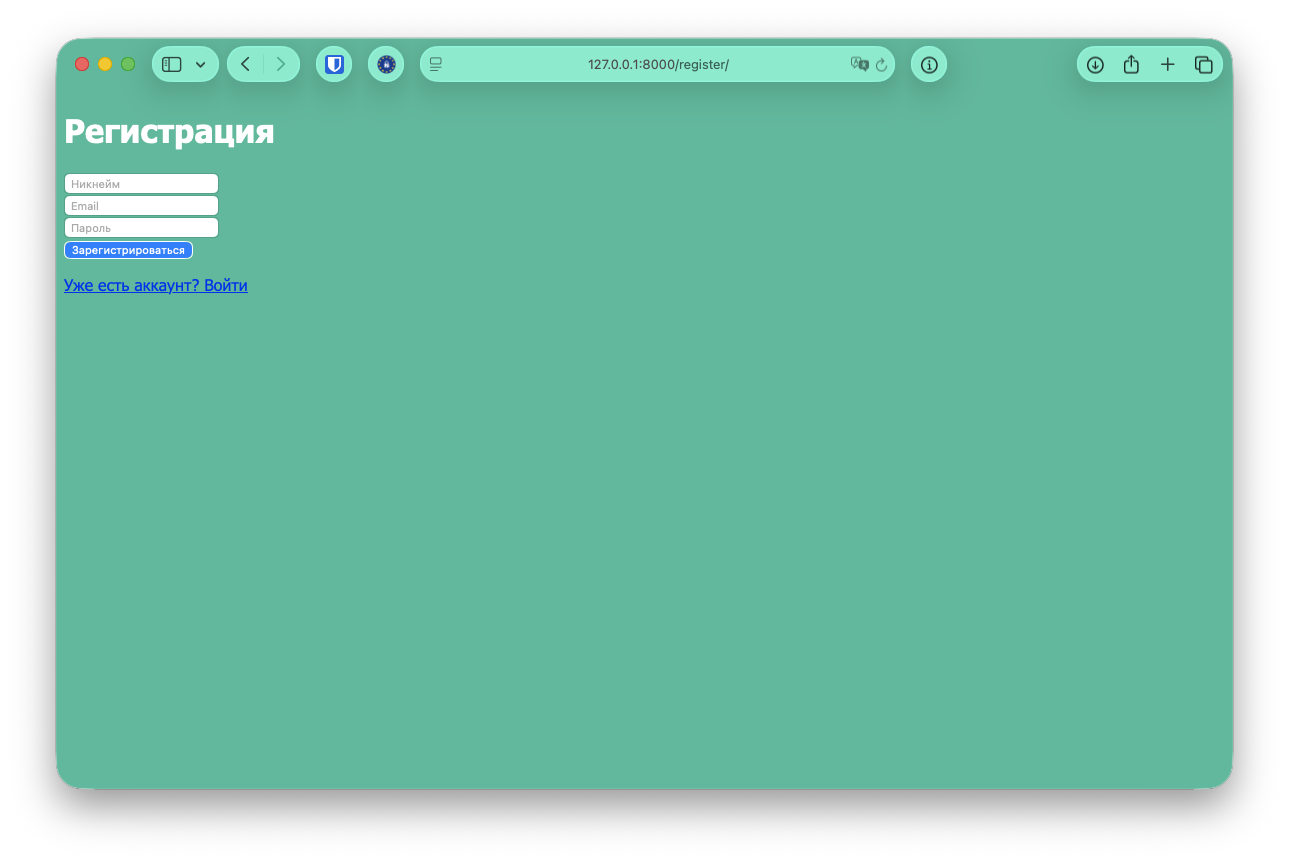 127.0.0.1:8000/register/
Регистрация
Никнейм
Email
Пароль
Зарегистрироваться
Уже есть аккаунт? Войти